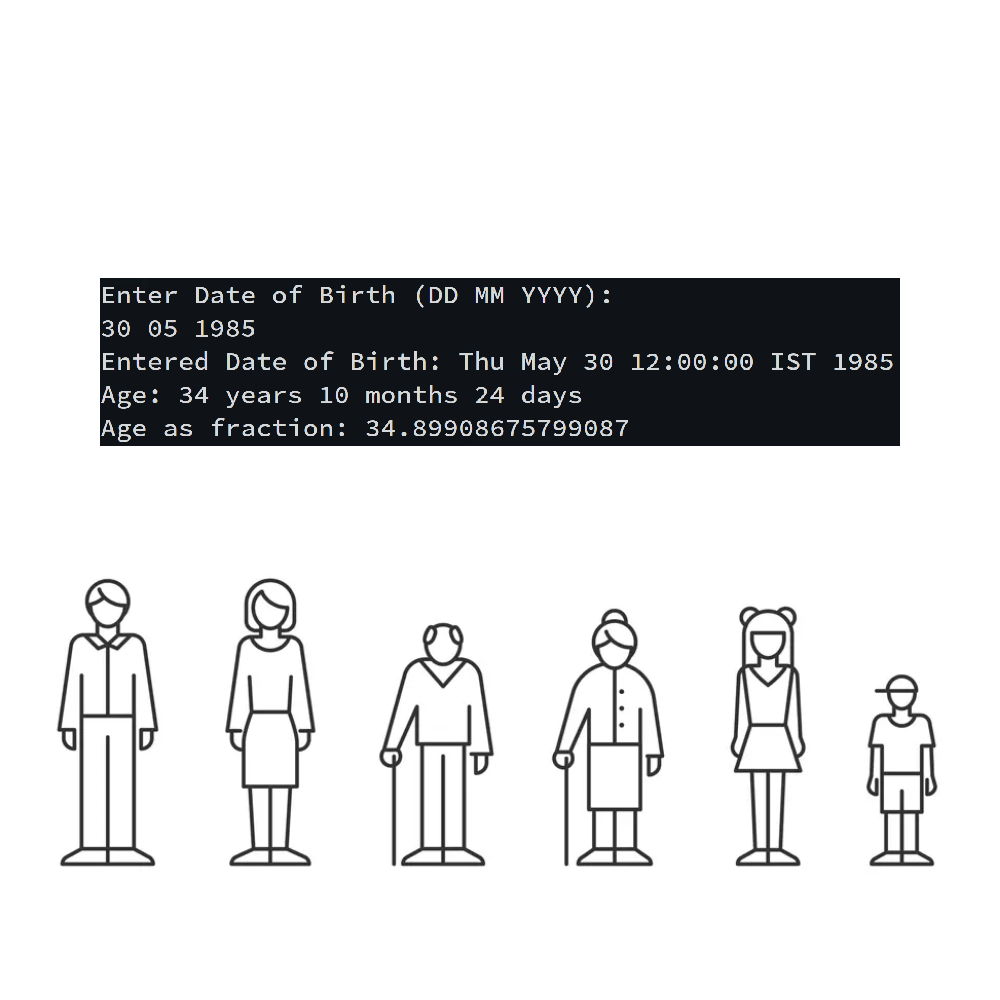 Enter Date of Birth (DD MM YYYY):
30 05 1985
Entered Date of Birth: Thu May 30 12:00:00 IST 1985
Age: 34 years 10 months 24 days
Age as fraction: 34.89908675799087